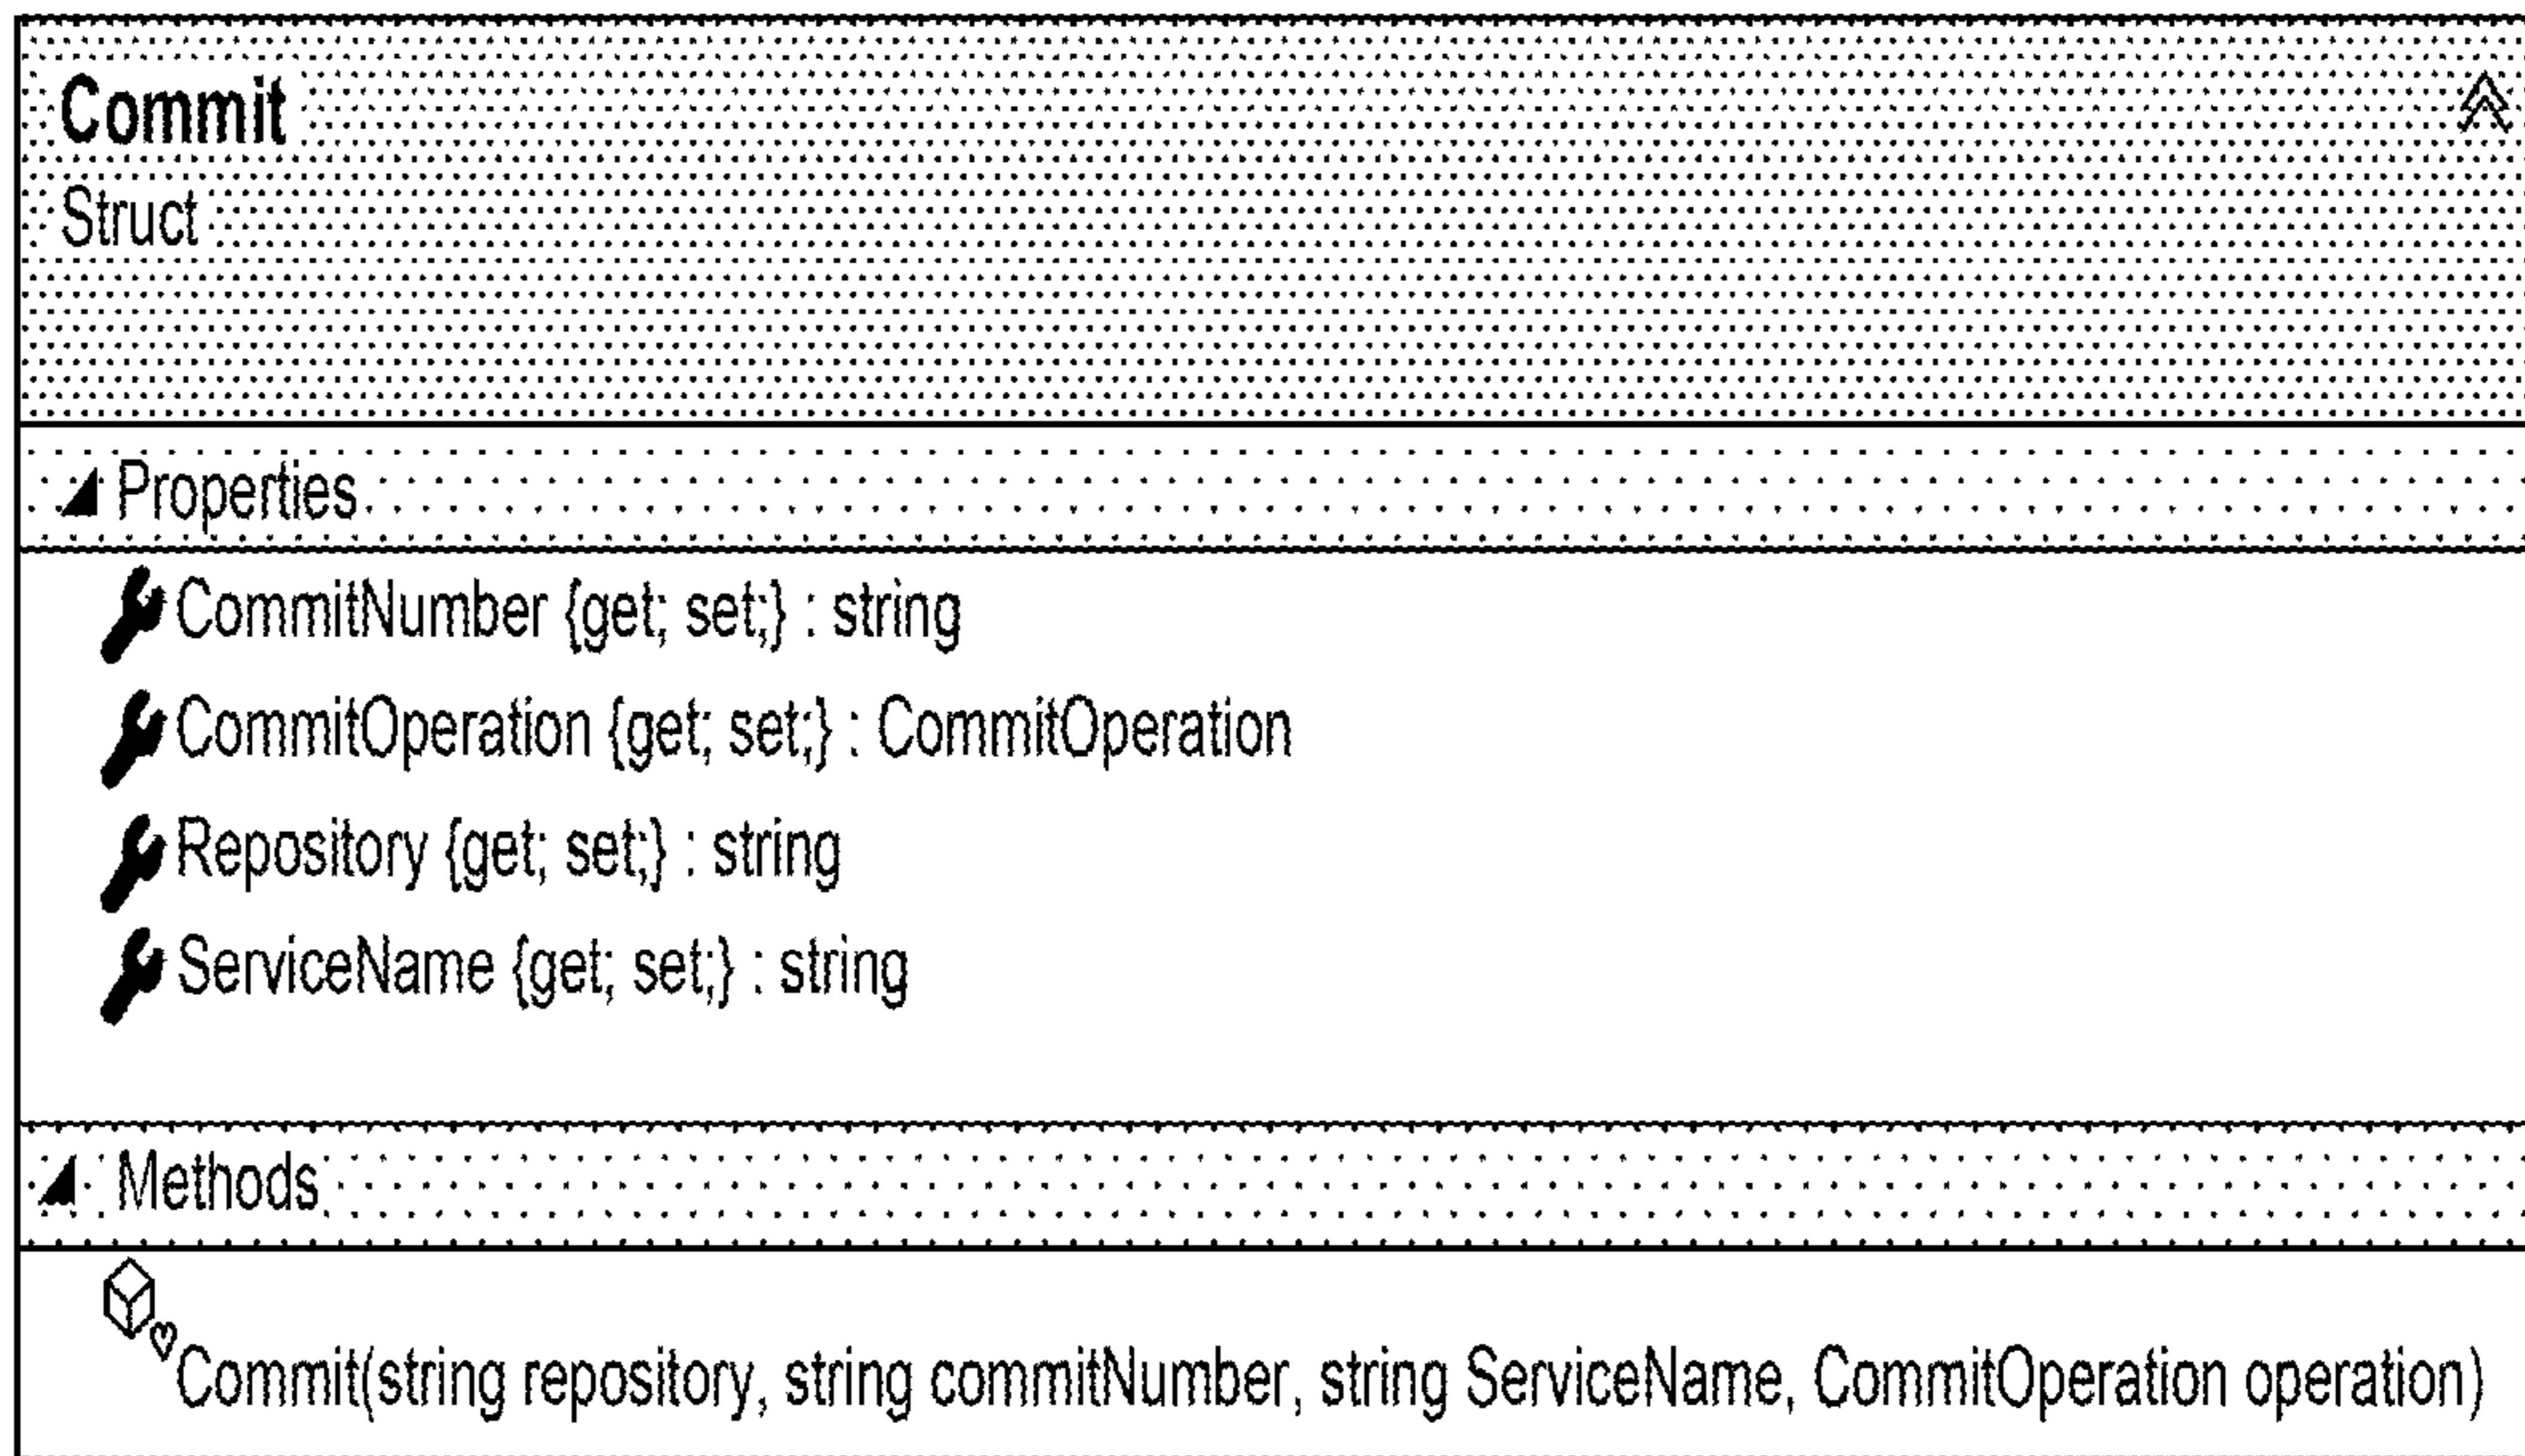 Commit
Struct
Properties
CommitNumber {get; set;} : string
CommitOperation {get; set;} : CommitOperation
Repository {get; set;} : string
ServiceName {get; set;} : string
Methods
Commit(string repository, string commitNumber, string ServiceName, CommitOperation operation)